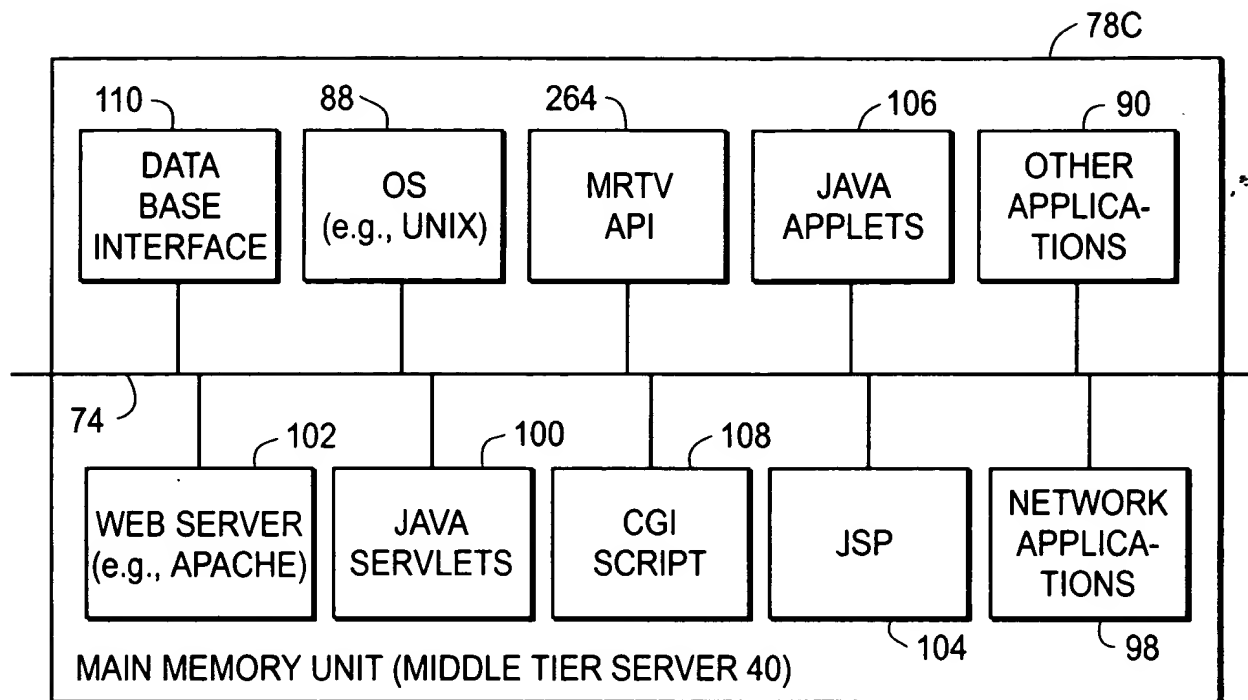 78C
110
88
264
106
90
DATA
BASE
INTERFACE
OS
(e.g., UNIX)
MRTV
API
JAVA
APPLETS
OTHER
APPLICA-
TIONS
74
102
100
108
WEB SERVER
(e.g., APACHE)
JAVA
SERVLETS
CGI
SCRIPT
JSP
NETWORK
APPLICA-
TIONS
104
98
MAIN MEMORY UNIT (MIDDLE TIER SERVER 40)